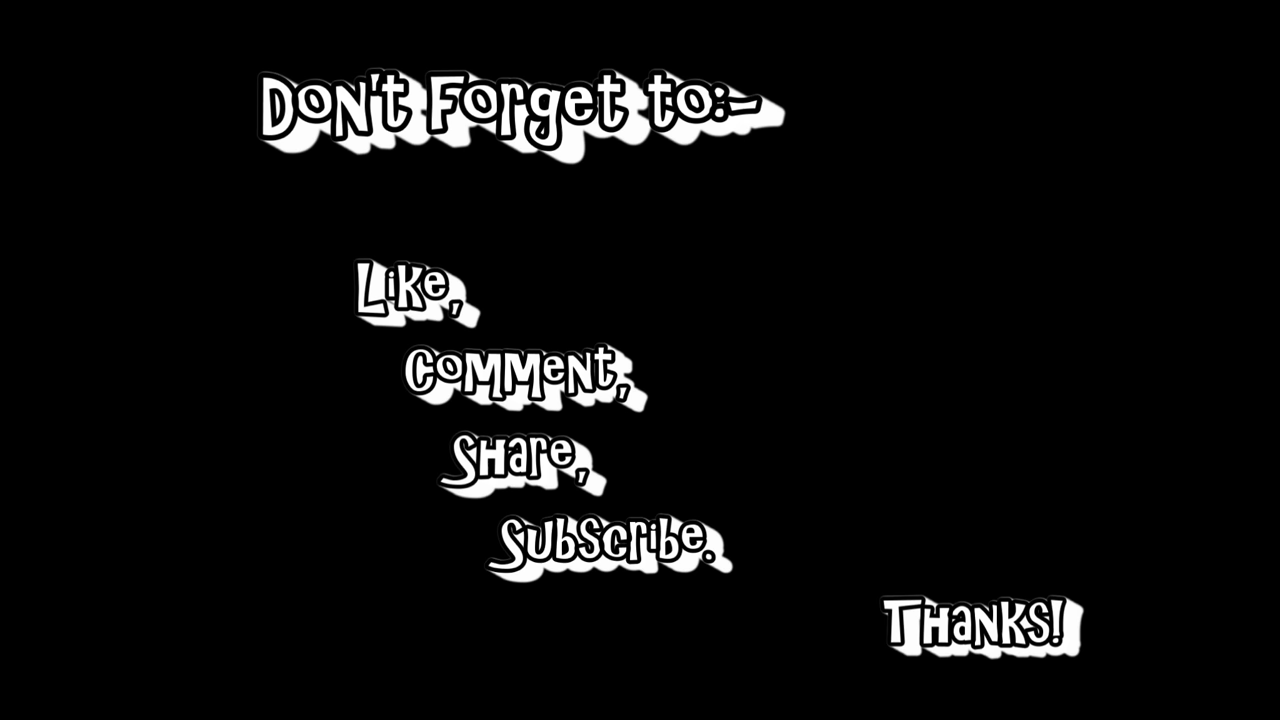 Don't Forget to:-
Like,
Comment,
Share,
Subscribe.
Thanks!